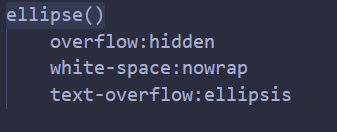 ellipse()
    overflow:hidden
    white-space:nowrap
    text-overflow:ellipsis